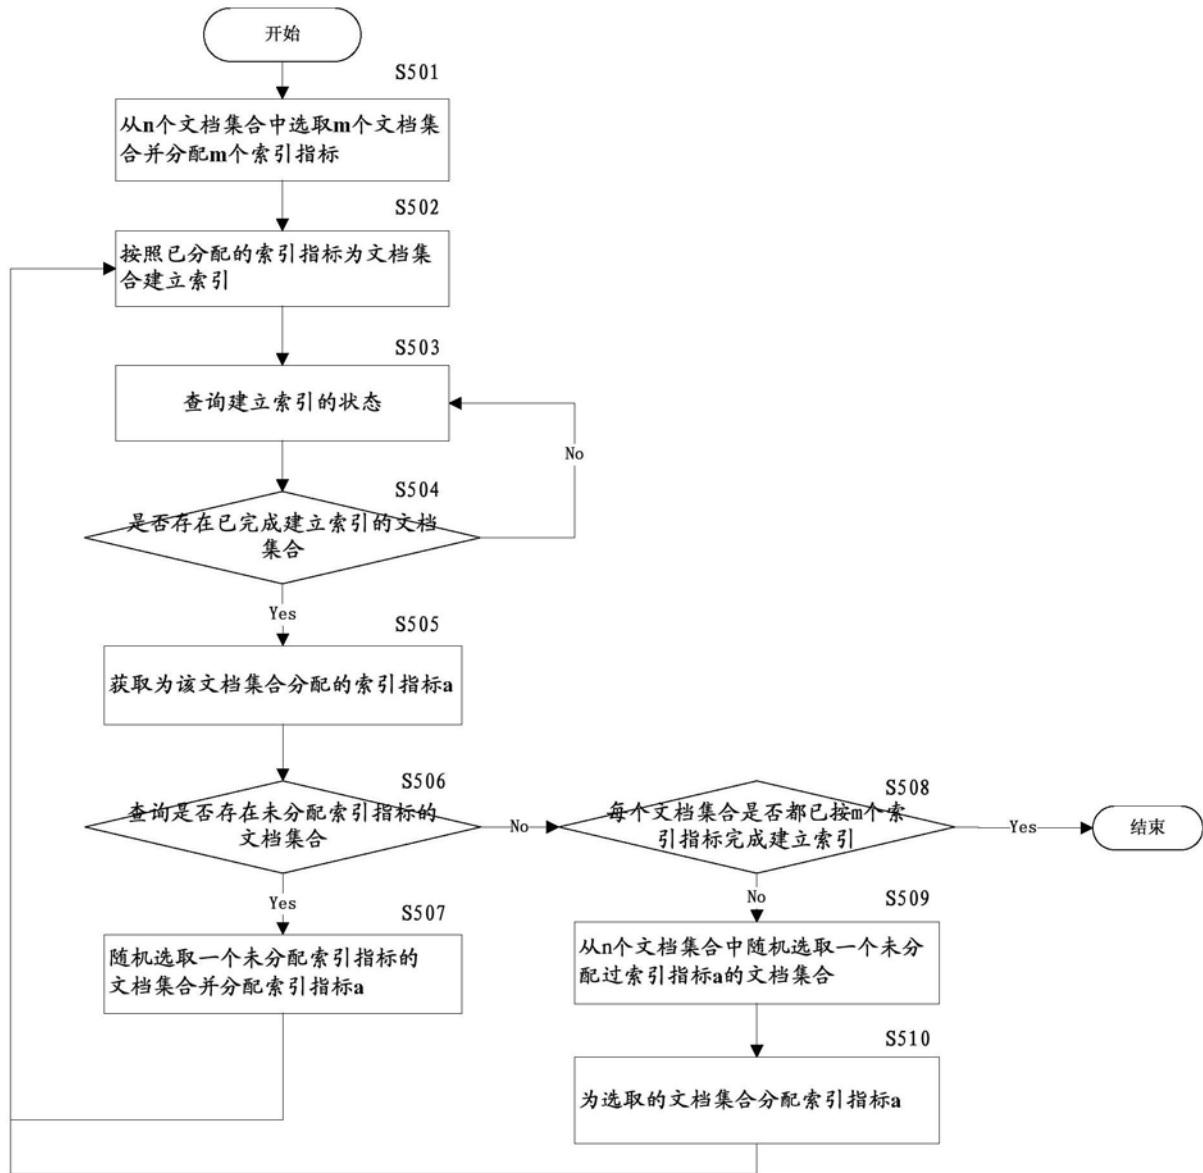 开始
S501
从n个文档集合中选取m个文档集
合并分配m个索引指标
S502
按照已分配的索引指标为文档集
合建立索引
S503
查询建立索引的状态
No
S504
是否存在已完成建立索引的文档
集合
Yes
S505
获取为该文档集合分配的索引指标a
S506
查询是否存在未分配索引指标的
文档集合
No
S508
每个文档集合是否都已按m个索
引指标完成建立索引
Yes
结束
Yes
S507
随机选取一个未分配索引指标的
文档集合并分配索引指标a
No
S509
从n个文档集合中随机选取一个未分
配过索引指标a的文档集合
S510
为选取的文档集合分配索引指标a